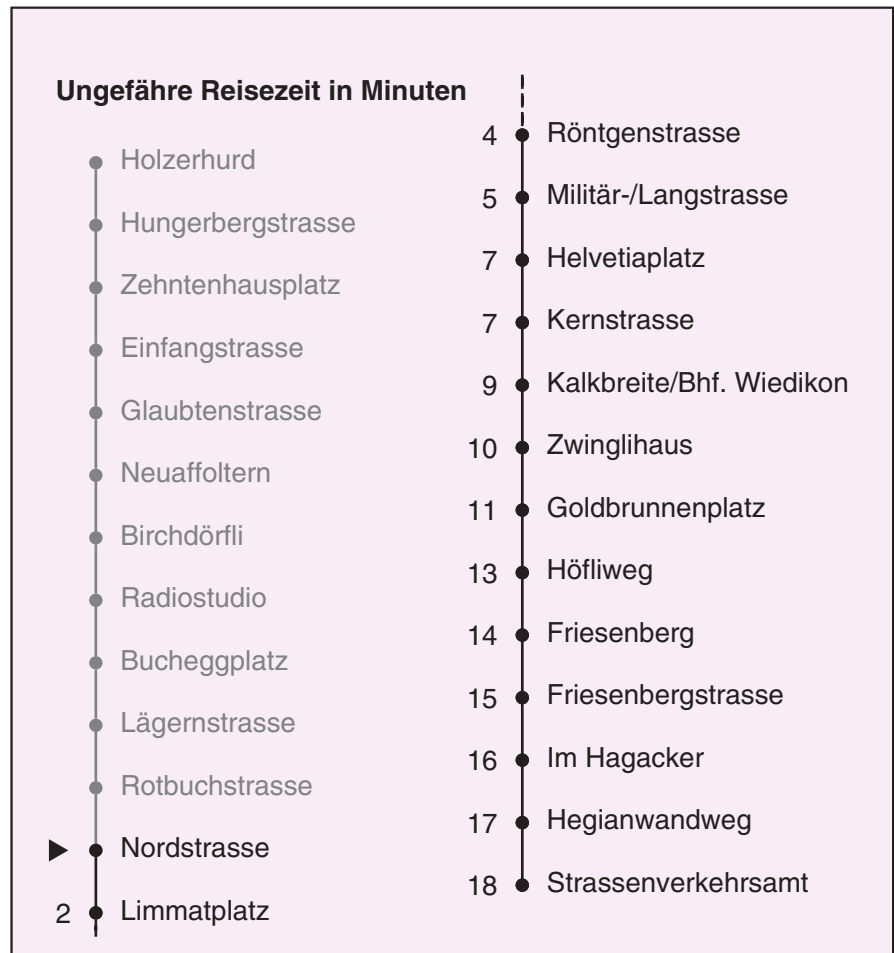 Ungefähre Reisezeit in Minuten
Holzerhurd
Hungerbergstrasse
Zehntenhausplatz
Einfangstrasse
Glaubtenstrasse
Neuaffoltern
Birchdörfli
Radiostudio
Bucheggplatz
Lägernstrasse
Rotbuchstrasse
Nordstrasse
2 Limmatplatz
4 Röntgenstrasse
5 Militär-/Langstrasse
7 Helvetiaplatz
7 Kernstrasse
9 Kalkbreite/Bhf. Wiedikon
10 Zwinglihaus
11 Goldbrunnenplatz
13 Höfliweg
14 Friesenberg
15 Friesenbergstrasse
16 Im Hagacker
17 Hegianwandweg
18 Strassenverkehrsamt